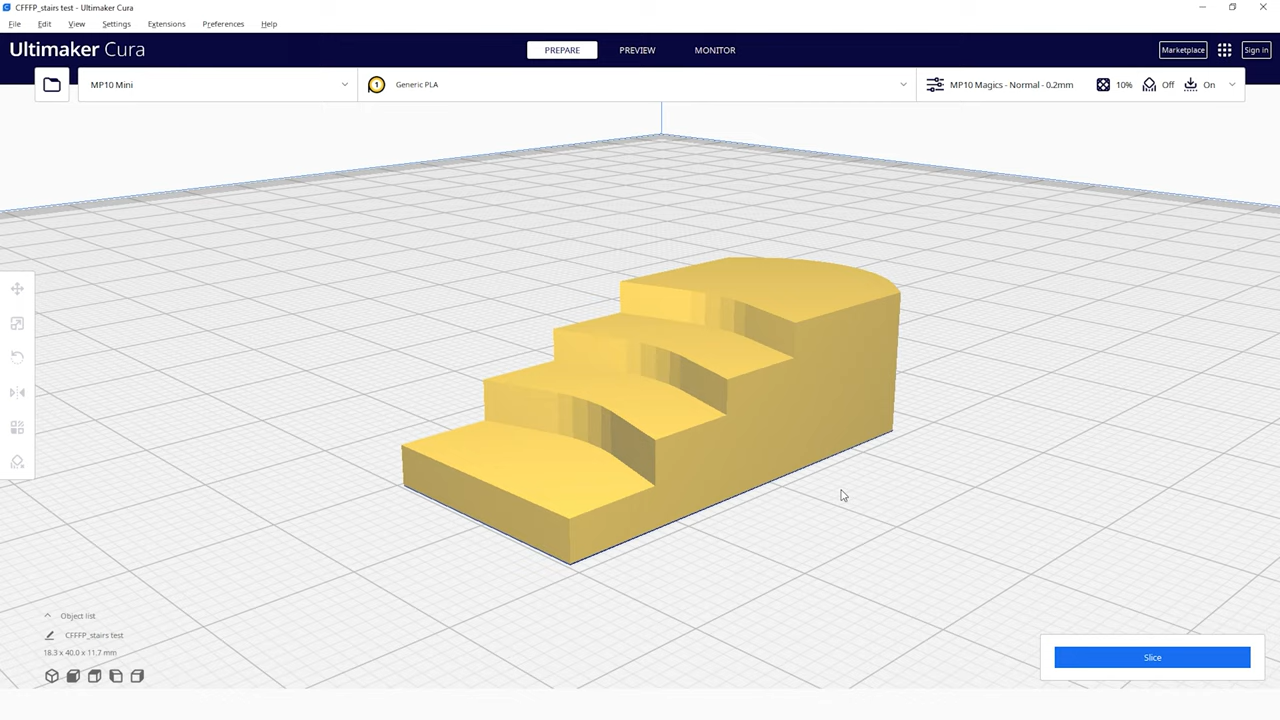 CFFFP_stairs test - Ultimaker Cura
File Edit View Settings Extensions Preferences Help
Ultimaker Cura
PREPARE PREVIEW MONITOR
Marketplace Sign in
MP10 Mini
1 Generic PLA
MP10 Magics - Normal - 0.2mm 10% Off On
Object list
CFFFP_stairs test
18.3 x 40.0 x 11.7 mm
Slice